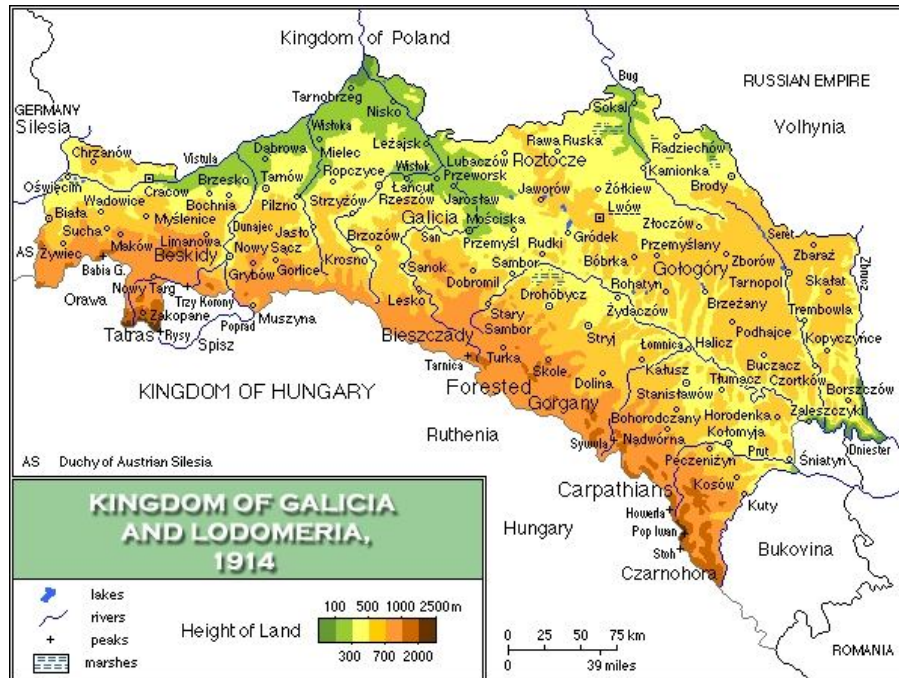 Kingdom of Poland
Bug
RUSSIAN EMPIRE
Tarnobrzeg
GERMANY
Silesia
Nisko
Sokal
Volhynia
Wisłoka
Rawa Ruska
Radziechów
Chrzanów
Vistula
Dąbrowa
Mielec
Leżajsk
Lubaczów
Roztocze
Kamionka
Oświęcim
Cracow
Brzesko
Tarnów
Ropczyce
Wisłok
Łańcut
Przeworsk
Brody
Wadowice
Bochnia
Pilzno
Strzyżów
Rzeszów
Jarosław
Jaworów
Żółkiew
Biała
Myślenice
Dunajec
Galicia
Mościska
Lwów
Złoczów
Sucha
Maków
Limanowa
Jasło
Brzozów
San
Przemyśl
Rudki
Gródek
Przemyślany
Seret
AS
Żywiec
Beskidy
Nowy Sącz
Krosno
Sambor
Bóbrka
Zborów
Zbaraż
Babia G.
Grybów
Gorlice
Sanok
Dobromil
Gołogóry
Zbrucz
Orawa
Nowy Targ
Trzy Korony
Lesko
Drohóbycz
Rohatyn
Tarnopol
Skałat
Zakopane
Poprad
Muszyna
Stary
Sambor
Żydaczów
Brzeżany
Trembowla
Tatras
Rysy
Spisz
Bieszczady
Stryj
Halicz
Podhajce
Kopyczyńce
Łomnica
Tarnica
Turka
Skole
Kałusz
Buczacz
KINGDOM OF HUNGARY
Forested
Dolina
Tłumacz
Czortków
Borszczów
Gorgany
Stanisławów
Bohorodczany
Horodenka
Zaleszczyki
Ruthenia
Sywula
Nadwórna
Kołomyja
Dniester
Prut
Śniatyn
AS Duchy of Austrian Silesia
Peczeniżyn
Carpathians
Kosów
Kuty
Howerla
Hungary
Pop Iwan
Bukovina
Stoh
Czarnohora
ROMANIA
KINGDOM OF GALICIA
AND LODOMERIA,
1914
lakes
rivers
peaks
marshes
Height of Land
100 500 1000 2500 m
300 700 2000
0 25 50 75 km
0 39 miles